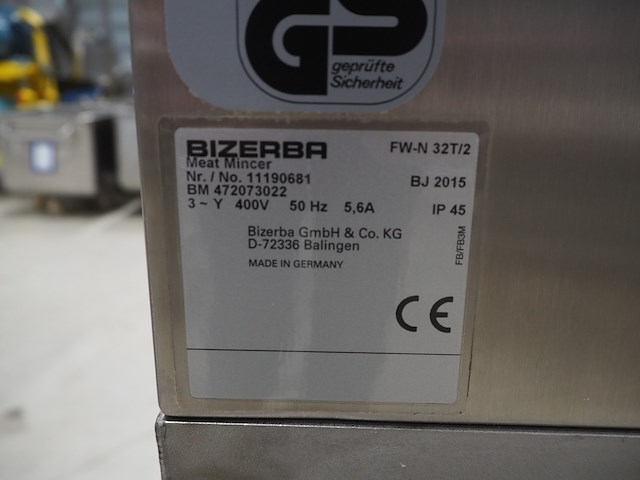 GS
geprüfte
Sicherheit
BIZERBA FW-N 32T/2
Meat Mincer
Nr. / No. 11190681 BJ 2015
BM 472073022
3 ~ Y 400V 50 Hz 5,6A IP 45
Bizerba GmbH & Co. KG
D-72336 Balingen
MADE IN GERMANY
FB/FB3M
CE